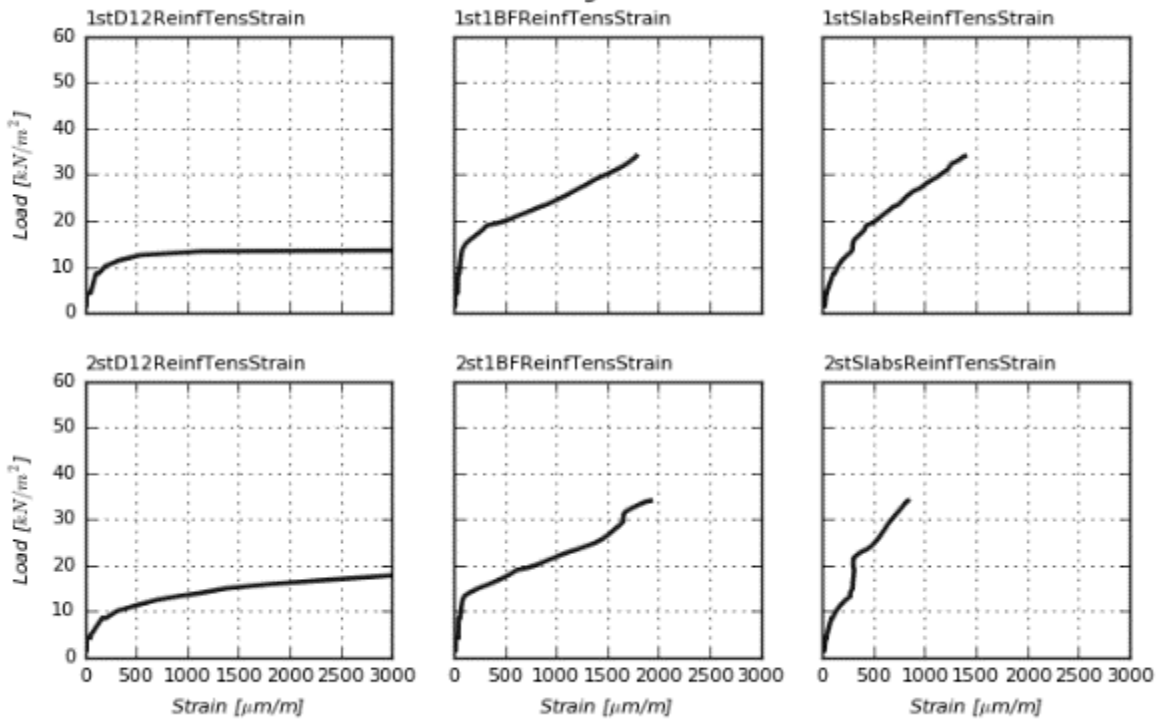 1stD12ReinfTensStrain 1st1BFReinfTensStrain 1stSlabsReinfTensStrain
60
50
40
30
20
10
0
Load [kN/m²]
2stD12ReinfTensStrain 2st1BFReinfTensStrain 2stSlabsReinfTensStrain
60
50
40
30
20
10
0
Load [kN/m²]
0 500 1000 1500 2000 2500 3000 0 500 1000 1500 2000 2500 3000 0 500 1000 1500 2000 2500 3000
Strain [μm/m] Strain [μm/m] Strain [μm/m]